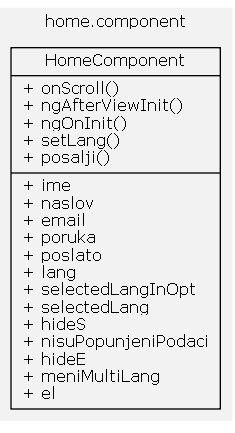 home.component
HomeComponent
+ onScroll()
+ ngAfterViewInit()
+ ngOnInit()
+ setLang()
+ posalji()
+ ime
+ naslov
+ email
+ poruka
+ poslato
+ lang
+ selectedLangInOpt
+ selectedLang
+ hideS
+ nisuPopunjeniPodaci
+ hideE
+ meniMultiLang
+ el